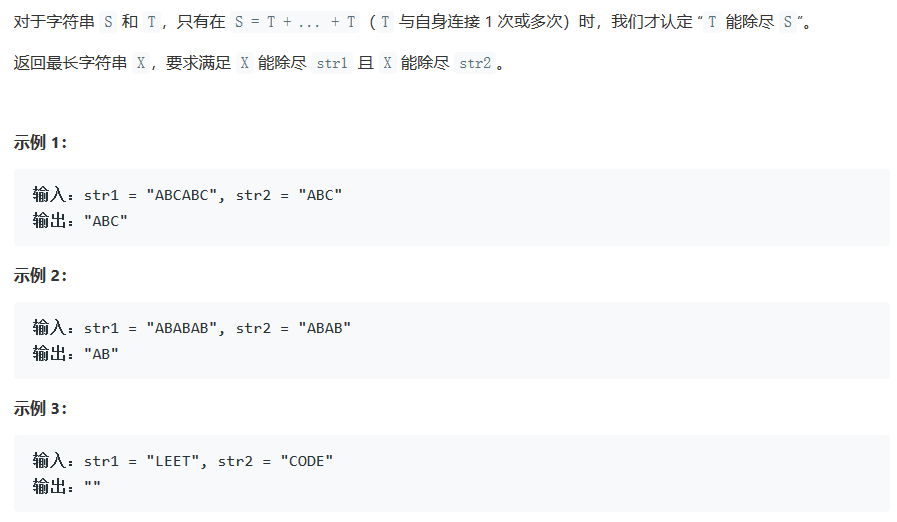 对于字符串 S 和 T，只有在 S = T + ... + T（T 与自身连接 1 次或多次）时，我们才认定 “T 能除尽 S”。
返回最长字符串 X，要求满足 X 能除尽 str1 且 X 能除尽 str2。
示例 1：
输入：str1 = "ABCABC", str2 = "ABC"
输出："ABC"
示例 2：
输入：str1 = "ABABAB", str2 = "ABAB"
输出："AB"
示例 3：
输入：str1 = "LEET", str2 = "CODE"
输出：""